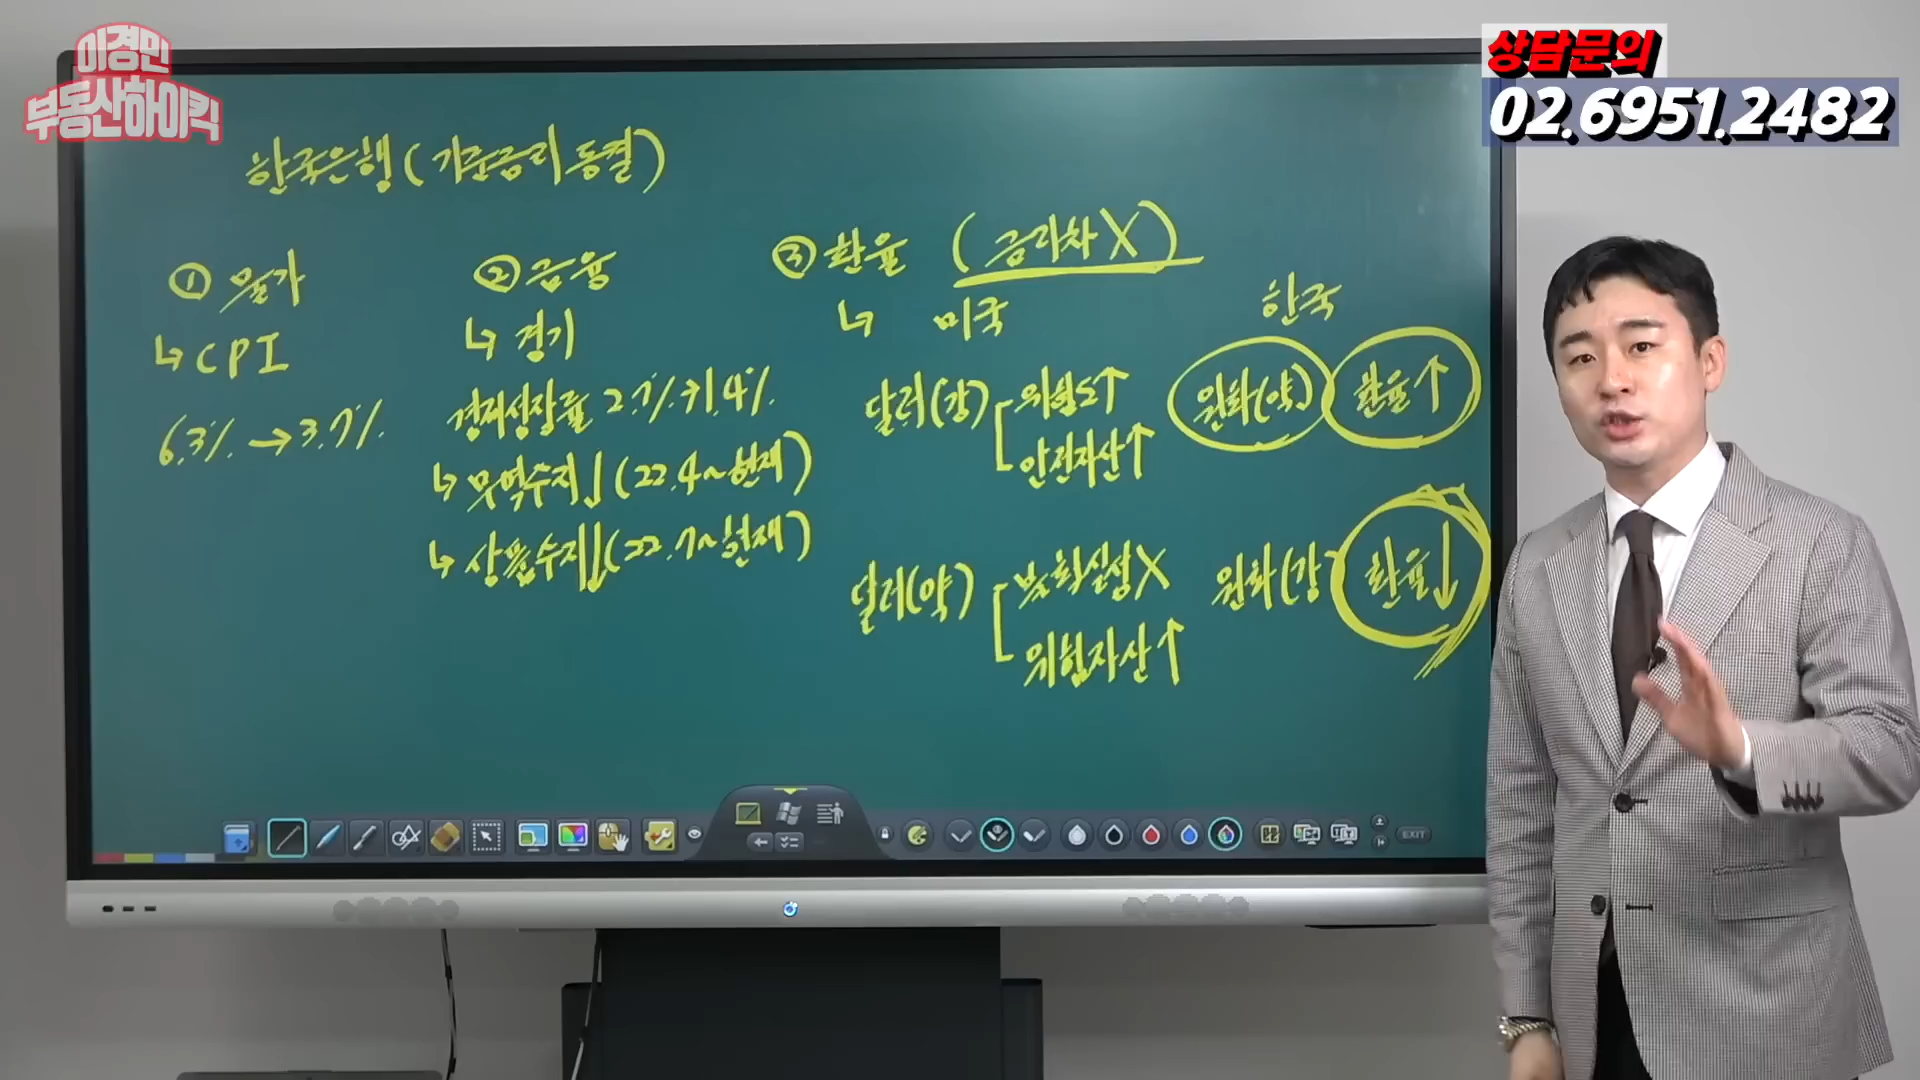 이경민
부동산하이킥
상담문의
02.6951.2482
한국은행 (기준금리 동결)
① 물가
↳ CPI
6.3% → 3.7%
② 금융
↳ 경기
경제성장률 2.7% → 1.4%
↳ 무역수지↓ (22.4~현재)
↳ 상품수지↓ (22.7~현재)
③ 환율 (금리차 X)
↳ 미국
한국
달러(강)
위험도↑
안전자산↑
원화(약)
환율↑
달러(약)
불확실성X
위험자산↑
원화(강
환율↓
EXIT